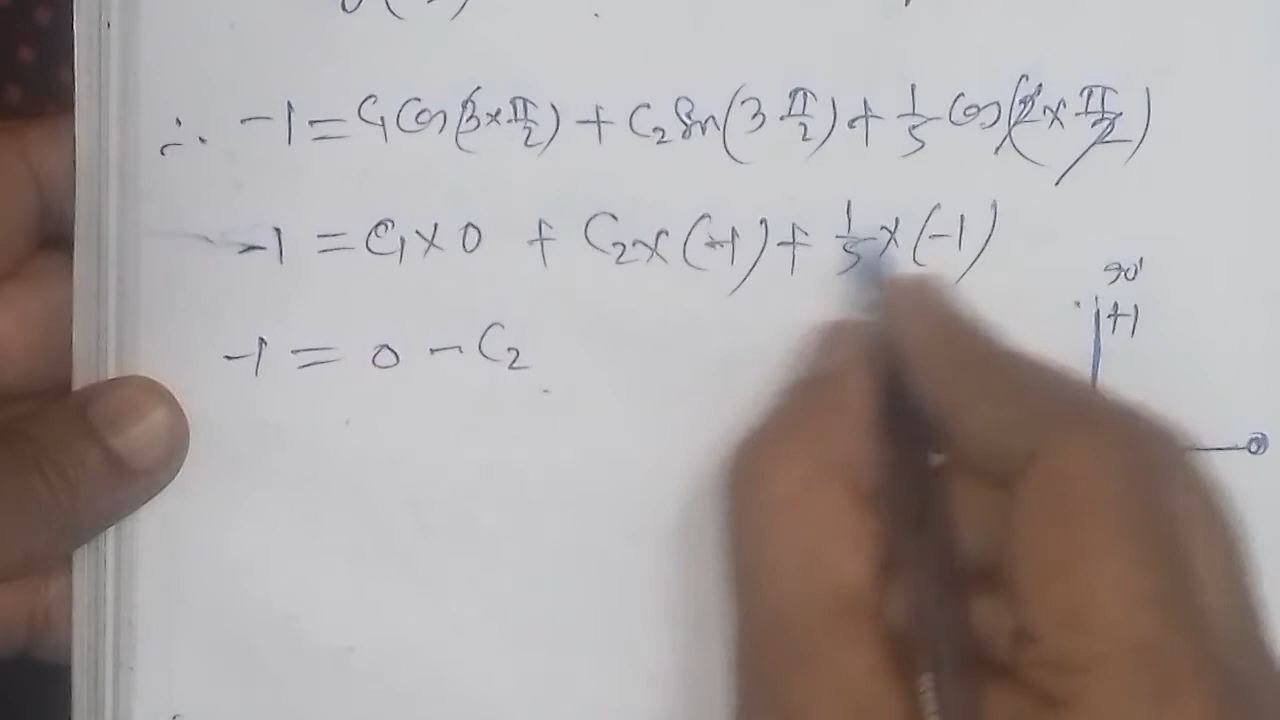 ∴ -1 = C₁ Cos(3×π/2) + C₂ Sin(3 π/2) + 1/5 Cos(2×π/2)
-1 = C₁×0 + C₂×(-1) + 1/5×(-1)
90°
+1
-1 = 0 - C₂
0